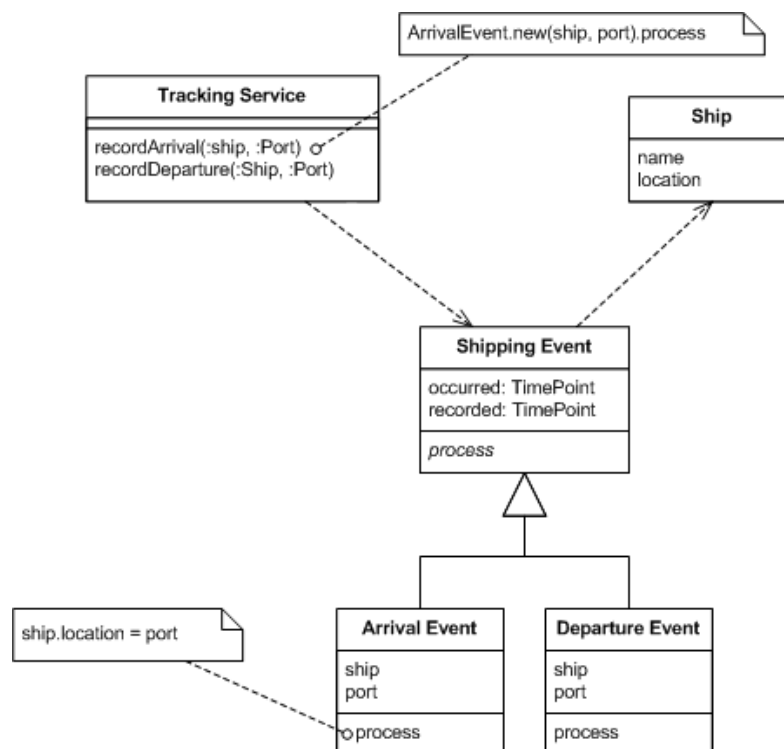 ArrivalEvent.new(ship, port).process
Tracking Service
recordArrival(:ship, :Port)
recordDeparture(:Ship, :Port)
Ship
name
location
Shipping Event
occurred: TimePoint
recorded: TimePoint
process
ship.location = port
Arrival Event
ship
port
process
Departure Event
ship
port
process